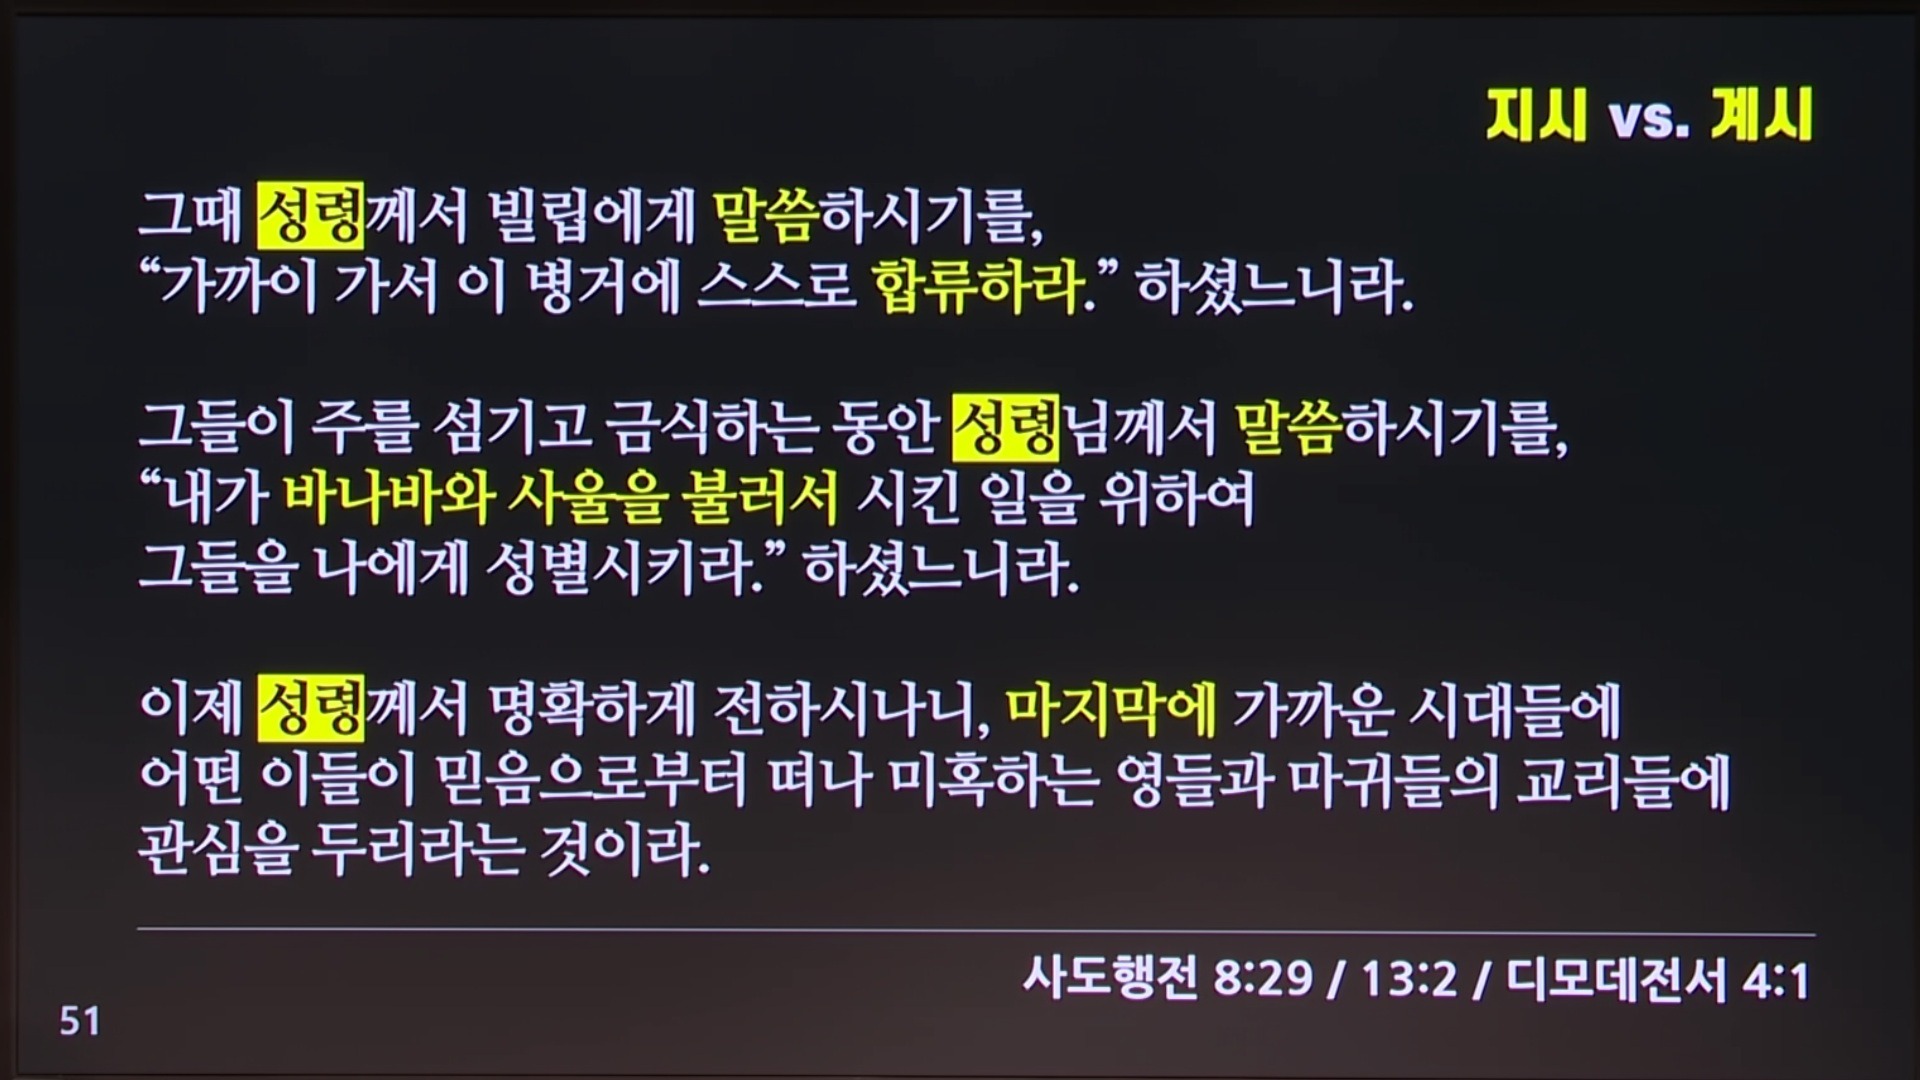 지시 vs. 계시
그때 성령께서 빌립에게 말씀하시기를,
“가까이 가서 이 병거에 스스로 합류하라.” 하셨느니라.
그들이 주를 섬기고 금식하는 동안 성령님께서 말씀하시기를,
“내가 바나바와 사울을 불러서 시킨 일을 위하여
그들을 나에게 성별시키라.” 하셨느니라.
이제 성령께서 명확하게 전하시나니, 마지막에 가까운 시대들에
어떤 이들이 믿음으로부터 떠나 미혹하는 영들과 마귀들의 교리들에
관심을 두리라는 것이라.
사도행전 8:29 / 13:2 / 디모데전서 4:1
51